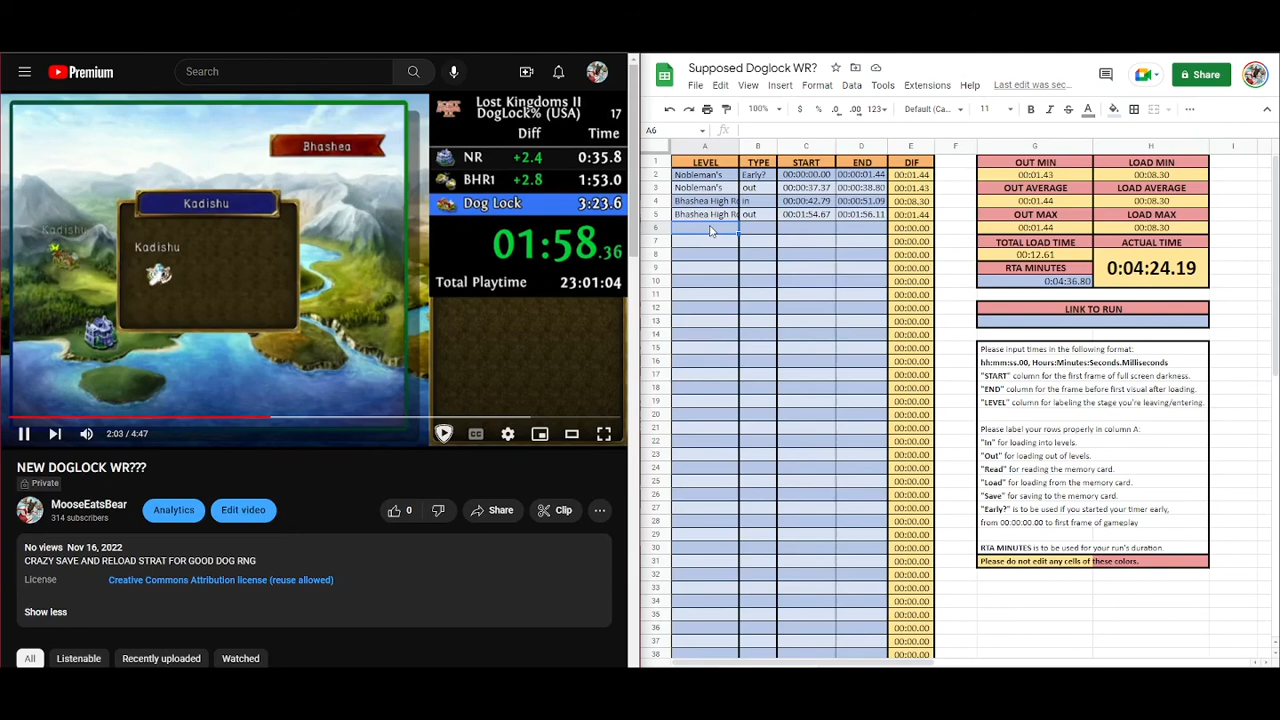 Premium
Search
Bhashea
Kadishu
Kadishu
Kadishu
Lost Kingdoms II
DogLock% (USA) 17
Diff Time
NR +2.4 0:35.8
BHR1 +2.8 1:53.0
Dog Lock 3:23.6
01:58.36
Total Playtime 23:01:04
2:03 / 4:47
NEW DOGLOCK WR???
Private
MooseEatsBear
314 subscribers
Analytics
Edit video
0
Share
Clip
No views Nov 16, 2022
CRAZY SAVE AND RELOAD STRAT FOR GOOD DOG RNG
License Creative Commons Attribution license (reuse allowed)
Show less
All Listenable Recently uploaded Watched
Supposed Doglock WR?
File Edit View Insert Format Data Tools Extensions Last edit was sec...
Share
100% $ % .0 .00 123 Default (Ca... 11 B I S A
A6 fx
A B C D E F G H I
1 LEVEL TYPE START END DIF
2 Nobleman's Early? 00:00:00.00 00:00:01.44 00:01.44
3 Nobleman's out 00:00:37.37 00:00:38.80 00:01.43
4 Bhashea High Ro in 00:00:42.79 00:00:51.09 00:08.30
5 Bhashea High Ro out 00:01:54.67 00:01:56.11 00:01.44
6 00:00.00
7 00:00.00
8 00:00.00
9 00:00.00
10 00:00.00
11 00:00.00
12 00:00.00
13 00:00.00
14 00:00.00
15 00:00.00
16 00:00.00
17 00:00.00
18 00:00.00
19 00:00.00
20 00:00.00
21 00:00.00
22 00:00.00
23 00:00.00
24 00:00.00
25 00:00.00
26 00:00.00
27 00:00.00
28 00:00.00
29 00:00.00
30 00:00.00
31 00:00.00
32 00:00.00
33 00:00.00
34 00:00.00
35 00:00.00
36 00:00.00
37 00:00.00
38 00:00.00
OUT MIN LOAD MIN
00:01.43 00:08.30
OUT AVERAGE LOAD AVERAGE
00:01.44 00:08.30
OUT MAX LOAD MAX
00:01.44 00:08.30
TOTAL LOAD TIME ACTUAL TIME
00:12.61
RTA MINUTES 0:04:24.19
0:04:36.80
LINK TO RUN
Please input times in the following format:
hh:mm:ss.00, Hours:Minutes:Seconds.Milliseconds
"START" column for the first frame of full screen darkness.
"END" column for the frame before first visual after loading.
"LEVEL" column for labeling the stage you're leaving/entering.
Please label your rows properly in column A:
"In" for loading into levels.
"Out" for loading out of levels.
"Read" for reading the memory card.
"Load" for loading from the memory card.
"Save" for saving to the memory card.
"Early?" is to be used if you started your timer early,
from 00:00:00.00 to first frame of gameplay
RTA MINUTES is to be used for your run's duration.
Please do not edit any cells of these colors.